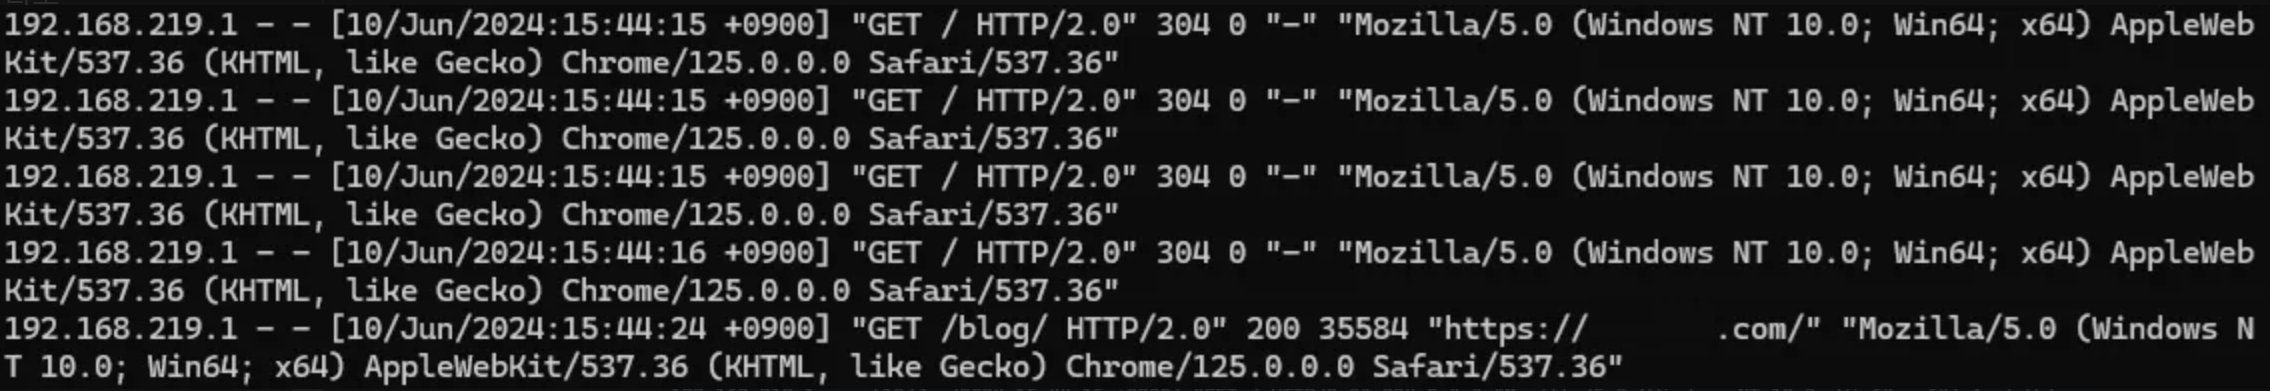 192.168.219.1 - - [10/Jun/2024:15:44:15 +0900] "GET / HTTP/2.0" 304 0 "-" "Mozilla/5.0 (Windows NT 10.0; Win64; x64) AppleWeb
Kit/537.36 (KHTML, like Gecko) Chrome/125.0.0.0 Safari/537.36"
192.168.219.1 - - [10/Jun/2024:15:44:15 +0900] "GET / HTTP/2.0" 304 0 "-" "Mozilla/5.0 (Windows NT 10.0; Win64; x64) AppleWeb
Kit/537.36 (KHTML, like Gecko) Chrome/125.0.0.0 Safari/537.36"
192.168.219.1 - - [10/Jun/2024:15:44:15 +0900] "GET / HTTP/2.0" 304 0 "-" "Mozilla/5.0 (Windows NT 10.0; Win64; x64) AppleWeb
Kit/537.36 (KHTML, like Gecko) Chrome/125.0.0.0 Safari/537.36"
192.168.219.1 - - [10/Jun/2024:15:44:16 +0900] "GET / HTTP/2.0" 304 0 "-" "Mozilla/5.0 (Windows NT 10.0; Win64; x64) AppleWeb
Kit/537.36 (KHTML, like Gecko) Chrome/125.0.0.0 Safari/537.36"
192.168.219.1 - - [10/Jun/2024:15:44:24 +0900] "GET /blog/ HTTP/2.0" 200 35584 "https:// .com/" "Mozilla/5.0 (Windows N
T 10.0; Win64; x64) AppleWebKit/537.36 (KHTML, like Gecko) Chrome/125.0.0.0 Safari/537.36"